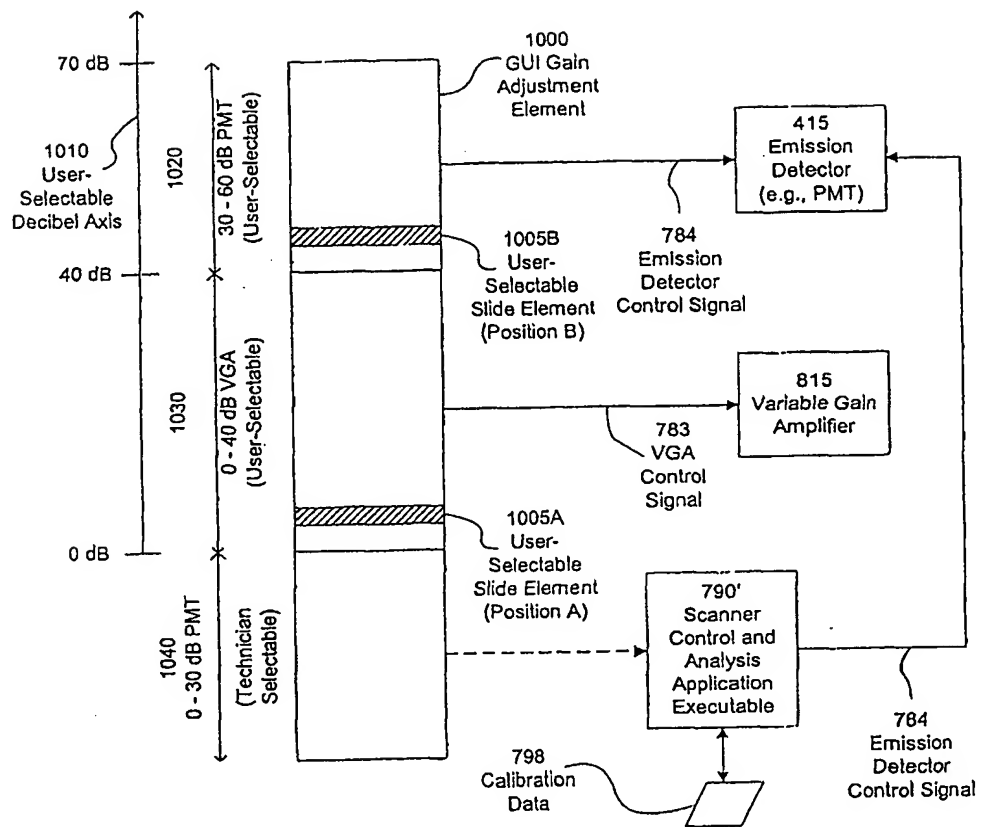 70 dB
1010
User-
Selectable
Decibel Axis
40 dB
0 dB
1020
30 - 60 dB PMT
(User-Selectable)
1030
0 - 40 dB VGA
(User-Selectable)
1040
0 - 30 dB PMT
(Technician
Selectable)
1000
GUI Gain
Adjustment
Element
415
Emission
Detector
(e.g., PMT)
784
Emission
Detector
Control Signal
1005B
User-
Selectable
Slide Element
(Position B)
815
Variable Gain
Amplifier
783
VGA
Control
Signal
1005A
User-
Selectable
Slide Element
(Position A)
790'
Scanner
Control and
Analysis
Application
Executable
784
Emission
Detector
Control Signal
798
Calibration
Data